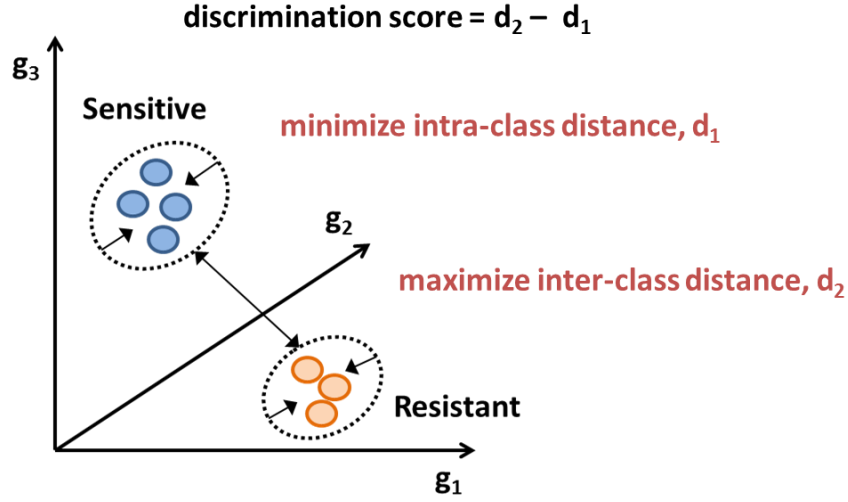 discrimination score = d₂ – d₁
g₃
Sensitive
minimize intra-class distance, d₁
g₂
maximize inter-class distance, d₂
Resistant
g₁